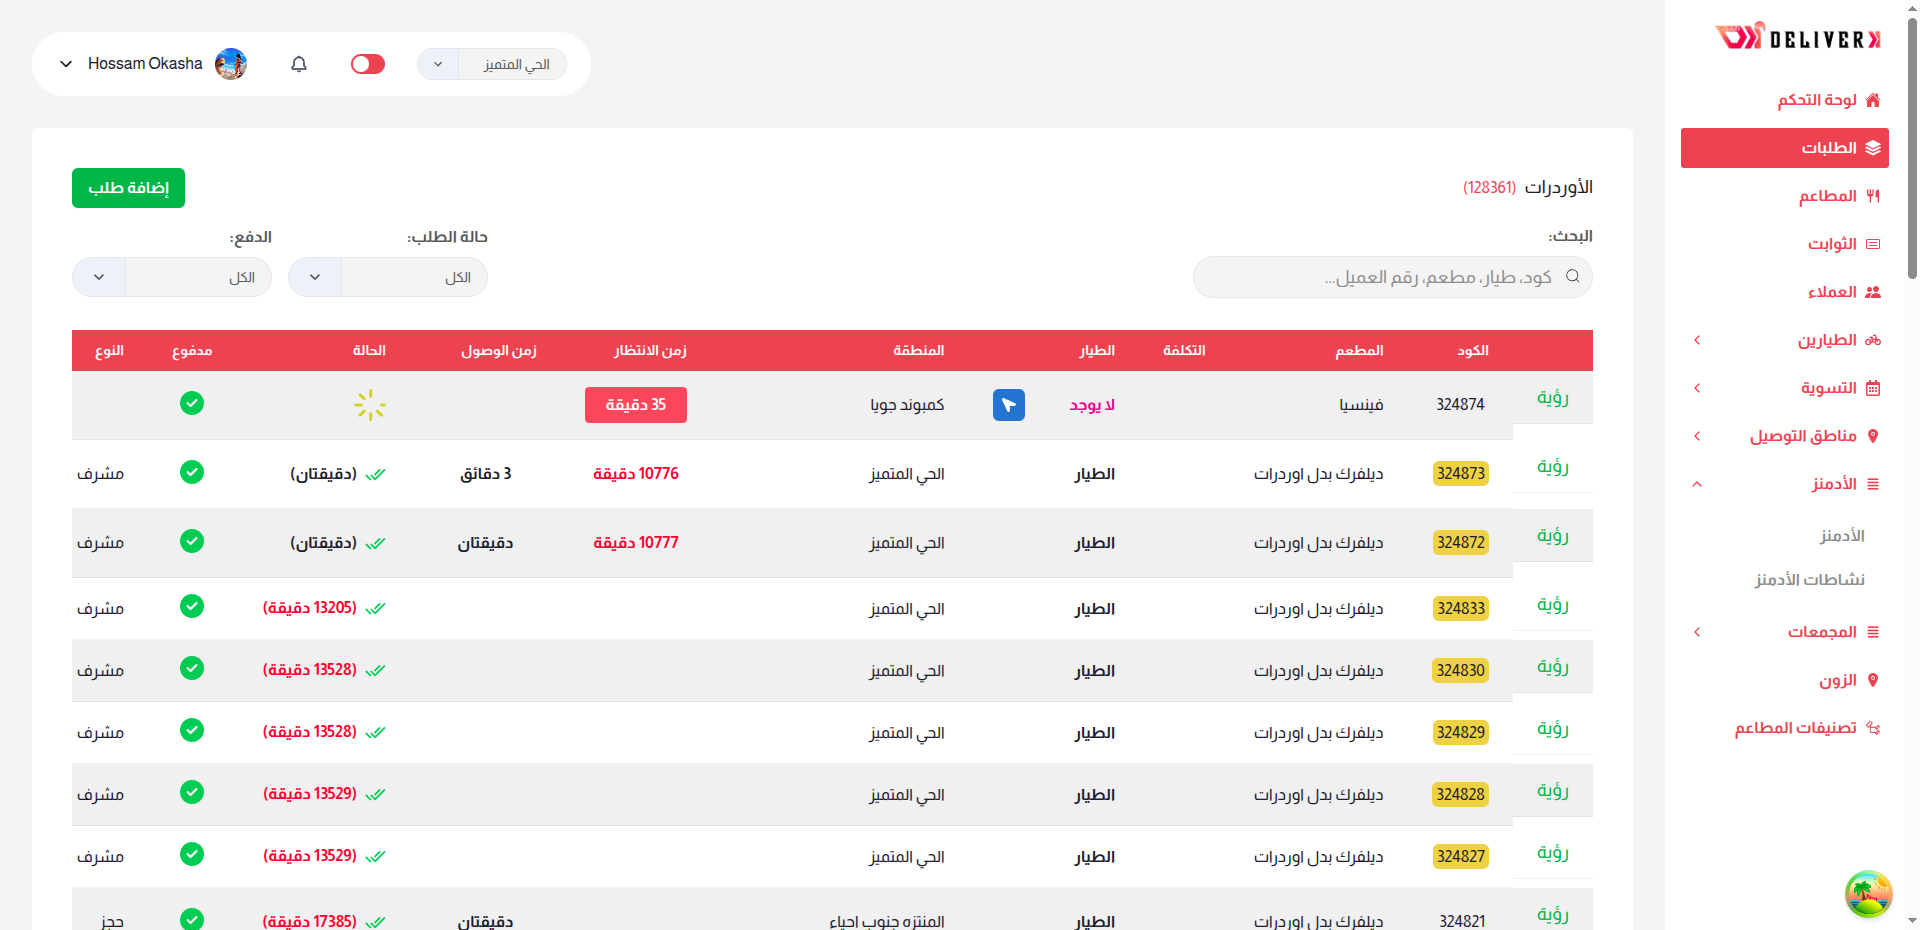 DELIVER
لوحة التحكم
الطلبات
المطاعم
الثوابت
العملاء
الطيارين
التسوية
مناطق التوصيل
الأدمنز
الأدمنز
نشاطات الأدمنز
المجمعات
الزون
تصنيفات المطاعم
الحي المتميز
Hossam Okasha
الأوردرات (128361)
إضافة طلب
البحث:
حالة الطلب:
الدفع:
كود، طيار، مطعم، رقم العميل...
الكل
الكل
الكود المطعم التكلفة الطيار المنطقة زمن الانتظار زمن الوصول الحالة مدفوع النوع
رؤية 324874 فينسيا لا يوجد كمبوند جويا 35 دقيقة
رؤية 324873 ديلفرك بدل اوردرات الطيار الحي المتميز 10776 دقيقة 3 دقائق (دقيقتان) مشرف
رؤية 324872 ديلفرك بدل اوردرات الطيار الحي المتميز 10777 دقيقة دقيقتان (دقيقتان) مشرف
رؤية 324833 ديلفرك بدل اوردرات الطيار الحي المتميز (13205 دقيقة) مشرف
رؤية 324830 ديلفرك بدل اوردرات الطيار الحي المتميز (13528 دقيقة) مشرف
رؤية 324829 ديلفرك بدل اوردرات الطيار الحي المتميز (13528 دقيقة) مشرف
رؤية 324828 ديلفرك بدل اوردرات الطيار الحي المتميز (13529 دقيقة) مشرف
رؤية 324827 ديلفرك بدل اوردرات الطيار الحي المتميز (13529 دقيقة) مشرف
رؤية 324821 ديلفرك بدل اوردرات الطيار المنتزه جنوب احياء دقيقتان (17385 دقيقة) حجز